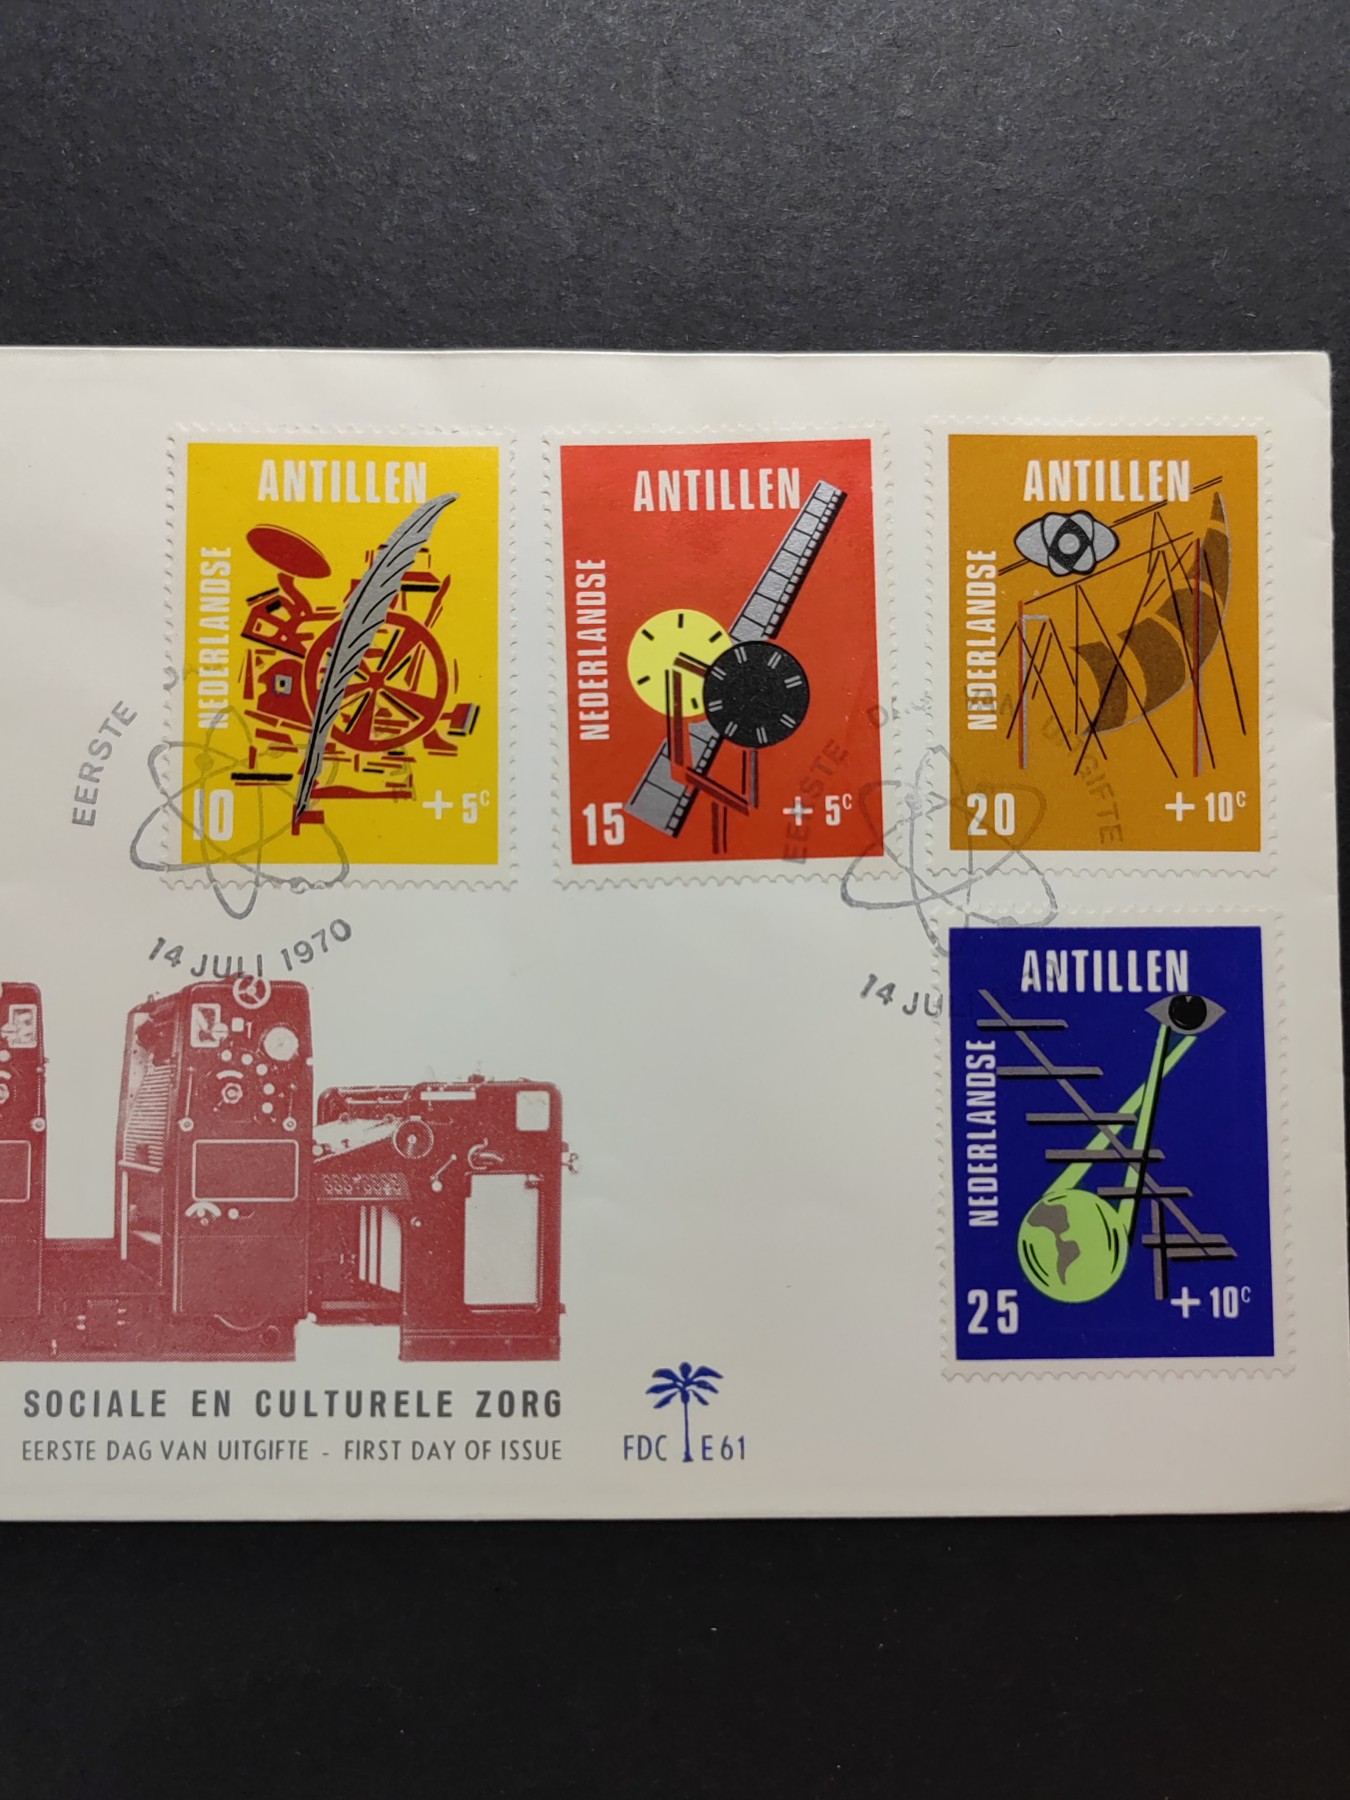 ANTILLEN
NEDERLANDSE
10 + 5c
ANTILLEN
NEDERLANDSE
15 + 5c
ANTILLEN
NEDERLANDSE
20 + 10c
EERSTE
14 JULI 1970
EERSTE UITGIFTE
14 JULI
ANTILLEN
NEDERLANDSE
25 + 10c
SOCIALE EN CULTURELE ZORG
EERSTE DAG VAN UITGIFTE - FIRST DAY OF ISSUE
FDC E61